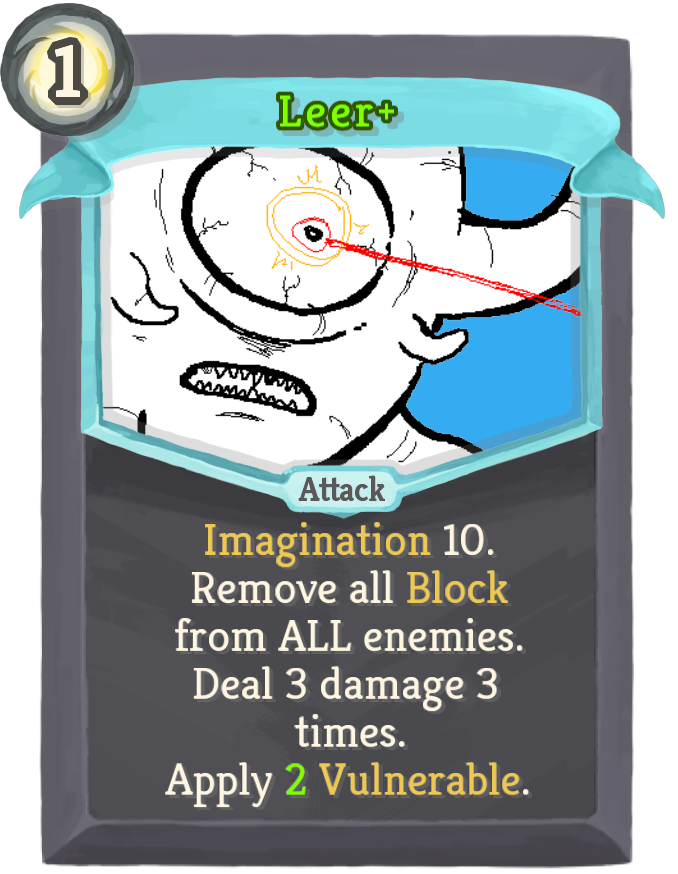 1
Leer+
Attack
Imagination 10.
Remove all Block
from ALL enemies.
Deal 3 damage 3
times.
Apply 2 Vulnerable.